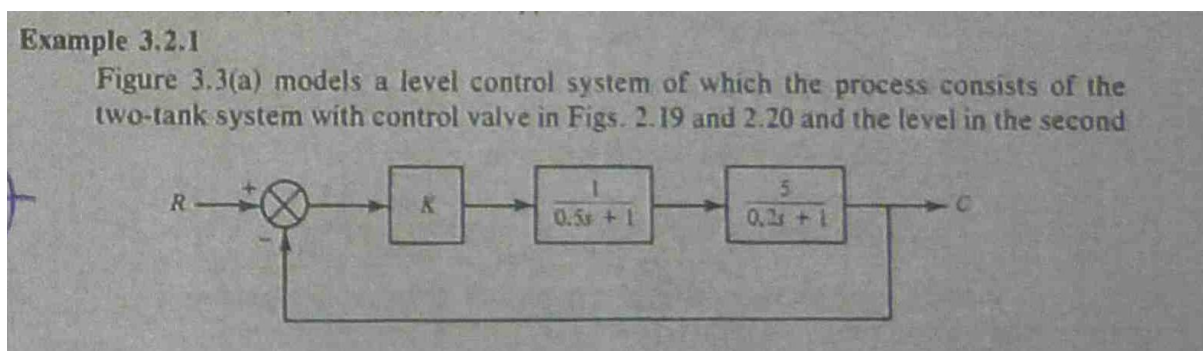 Example 3.2.1
Figure 3.3(a) models a level control system of which the process consists of the
two-tank system with control valve in Figs. 2.19 and 2.20 and the level in the second
R
+
−
K
1
0.5s + 1
5
0.2s + 1
C